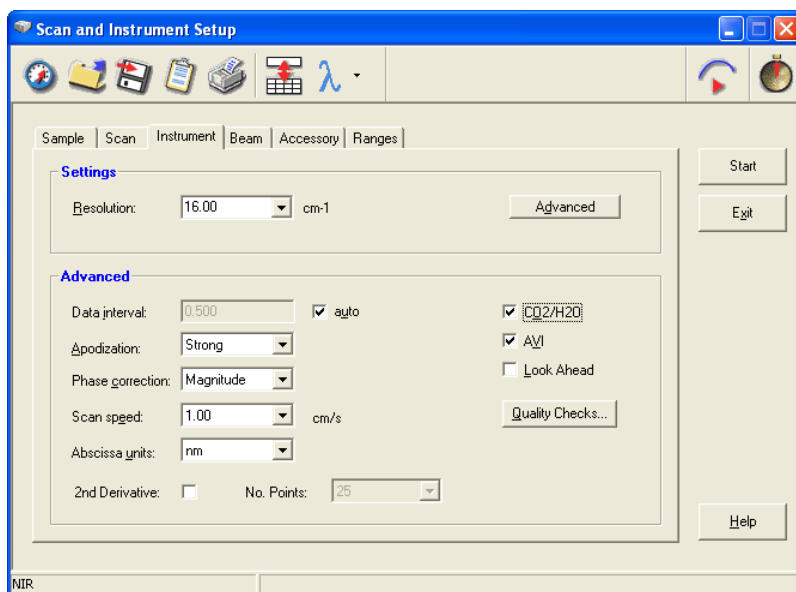 Scan and Instrument Setup
λ
Sample Scan Instrument Beam Accessory Ranges
Start
Exit
Settings
Resolution: 16.00 cm-1 Advanced
Advanced
Data interval: 0.500 auto CO2/H2O
Apodization: Strong AVI
Phase correction: Magnitude Look Ahead
Scan speed: 1.00 cm/s Quality Checks...
Abscissa units: nm
2nd Derivative: No. Points: 25
Help
NIR